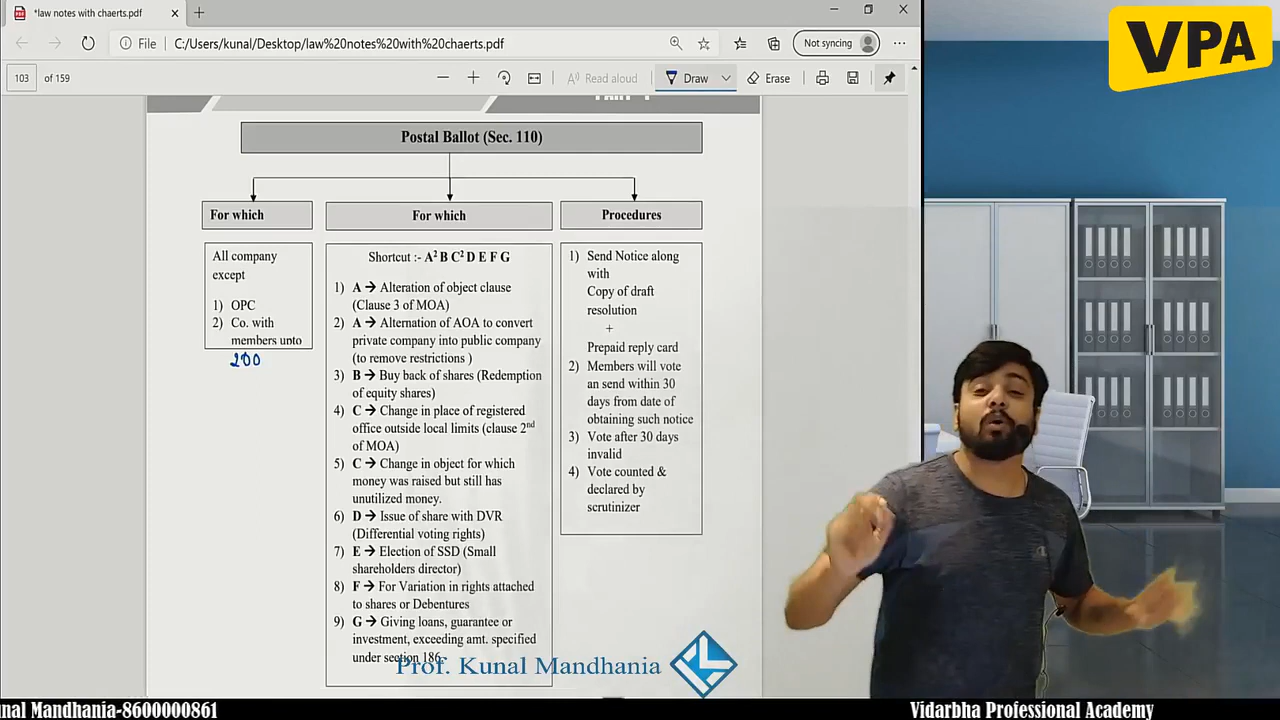 *law notes with chaerts.pdf
File
C:/Users/kunal/Desktop/law%20notes%20with%20chaerts.pdf
Not syncing
103 of 159
Read aloud
Draw
Erase
VPA
Postal Ballot (Sec. 110)
For which
All company
except
1) OPC
2) Co. with
members upto
200
For which
Shortcut :- A² B C² D E F G
1) A → Alteration of object clause
(Clause 3 of MOA)
2) A → Alternation of AOA to convert
private company into public company
(to remove restrictions )
3) B → Buy back of shares (Redemption
of equity shares)
4) C → Change in place of registered
office outside local limits (clause 2nd
of MOA)
5) C → Change in object for which
money was raised but still has
unutilized money.
6) D → Issue of share with DVR
(Differential voting rights)
7) E → Election of SSD (Small
shareholders director)
8) F → For Variation in rights attached
to shares or Debentures
9) G → Giving loans, guarantee or
investment, exceeding amt. specified
under section 186
Procedures
1) Send Notice along
with
Copy of draft
resolution
+
Prepaid reply card
2) Members will vote
an send within 30
days from date of
obtaining such notice
3) Vote after 30 days
invalid
4) Vote counted &
declared by
scrutinizer
Prof. Kunal Mandhania
unal Mandhania-8600000861
Vidarbha Professional Academy